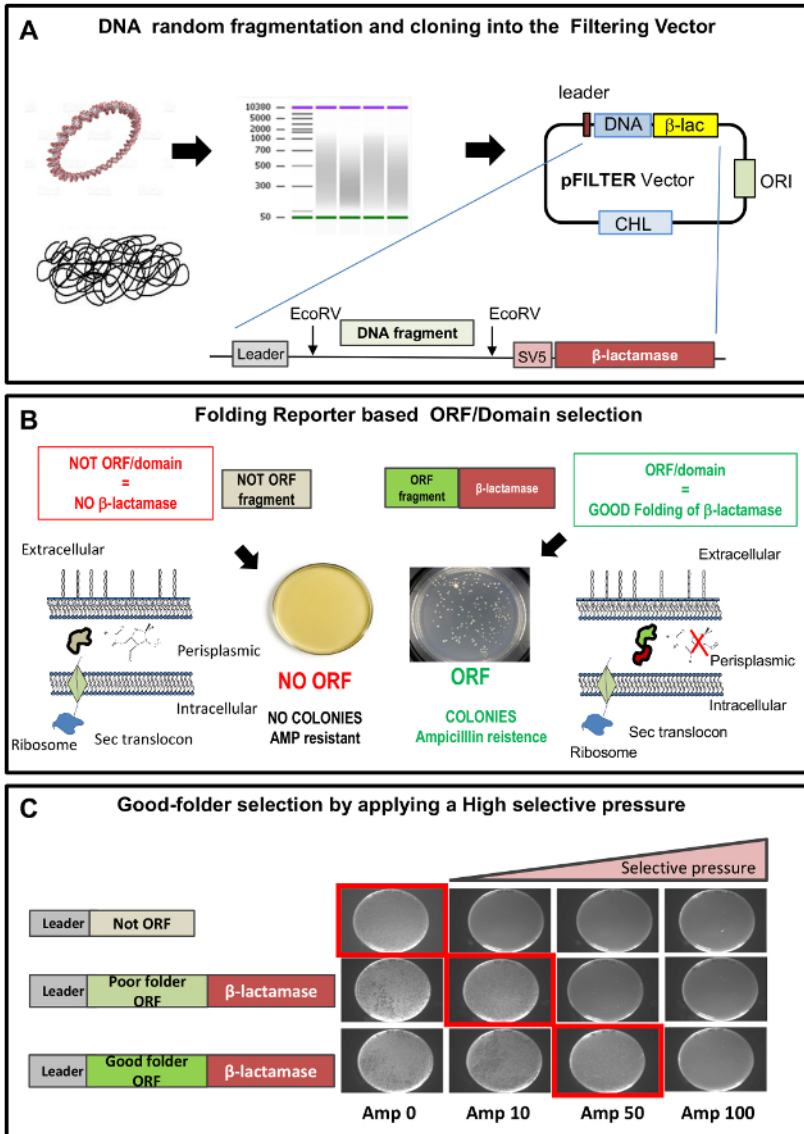 A
DNA random fragmentation and cloning into the Filtering Vector
10380
5000
2000
1000
700
500
300
50
leader
DNA
β-lac
pFILTER Vector
ORI
CHL
EcoRV
EcoRV
DNA fragment
Leader
SV5
β-lactamase
B
Folding Reporter based ORF/Domain selection
NOT ORF/domain
=
NO β-lactamase
NOT ORF
fragment
ORF
fragment
β-lactamase
ORF/domain
=
GOOD Folding of β-lactamase
Extracellular
Perisplasmic
Intracellular
Ribosome
Sec translocon
NO ORF
NO COLONIES
AMP resistant
ORF
COLONIES
Ampicilllin reistence
Extracellular
Perisplasmic
Intracellular
Sec translocon
Ribosome
C
Good-folder selection by applying a High selective pressure
Selective pressure
Leader
Not ORF
Leader
Poor folder
ORF
β-lactamase
Leader
Good folder
ORF
β-lactamase
Amp 0
Amp 10
Amp 50
Amp 100